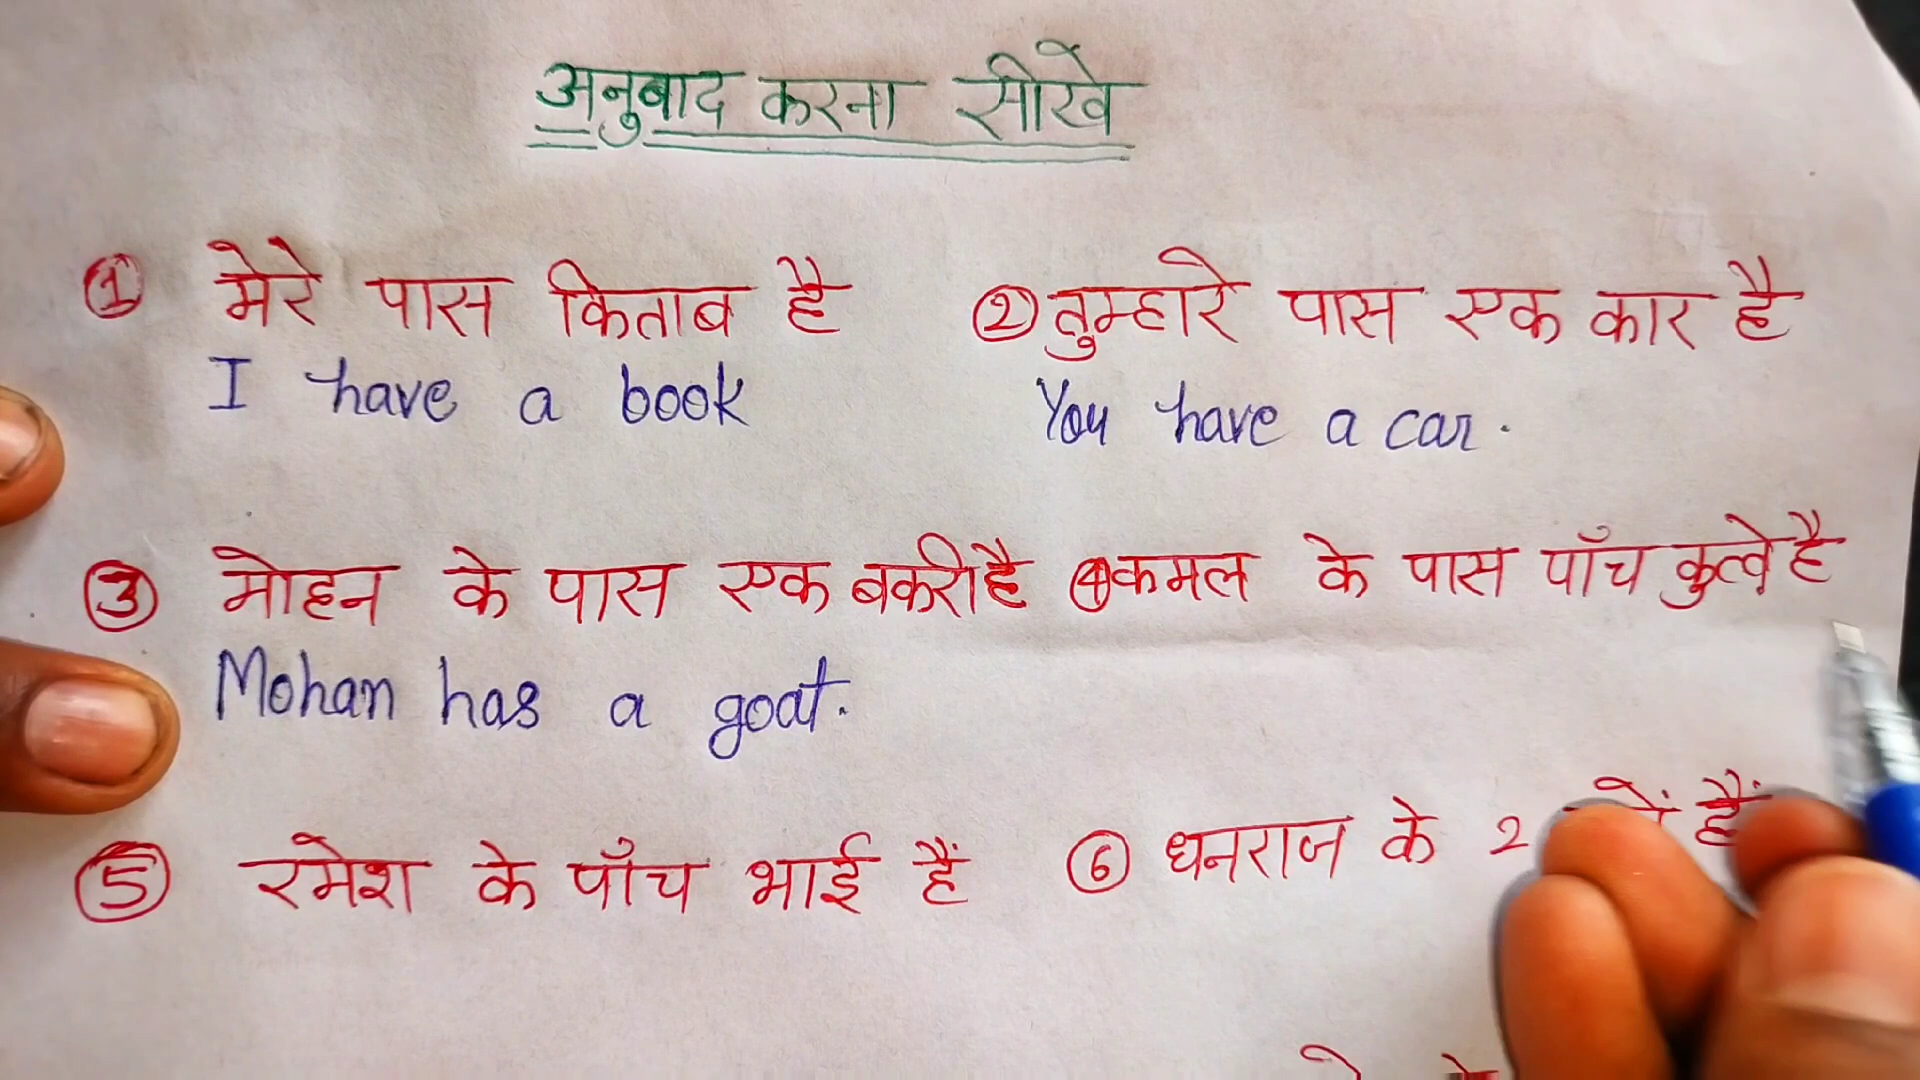 अनुबाद करना सीखे
① मेरे पास किताब है
I have a book
② तुम्हारे पास एक कार है
You have a car.
③ मोहन के पास एक बकरी है
Mohan has a goat.
④ कमल के पास पाँच कुत्ते है
⑤ रमेश के पाँच भाई हैं
⑥ धनराज के 2 हैं